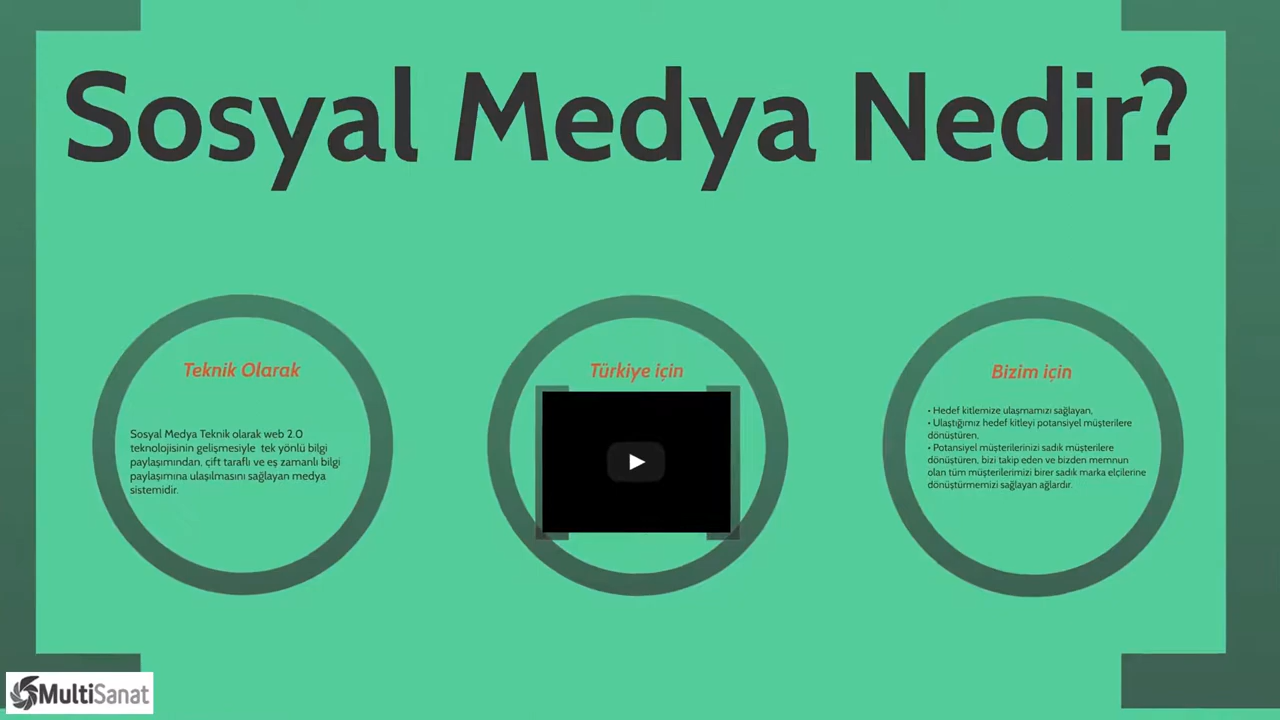 Sosyal Medya Nedir?
Teknik Olarak
Sosyal Medya Teknik olarak web 2.0
teknolojisinin gelişmesiyle tek yönlü bilgi
paylaşımından, çift taraflı ve eş zamanlı bilgi
paylaşımına ulaşılmasını sağlayan medya
sistemidir.
Türkiye için
Bizim için
• Hedef kitlemize ulaşmamızı sağlayan,
• Ulaştığımız hedef kitleyi potansiyel müşterilere
dönüştüren,
• Potansiyel müşterilerinizi sadık müşterilere
dönüştüren, bizi takip eden ve bizden memnun
olan tüm müşterilerimizi birer sadık marka elçilerine
dönüştürmemizi sağlayan ağlardır.
MultiSanat